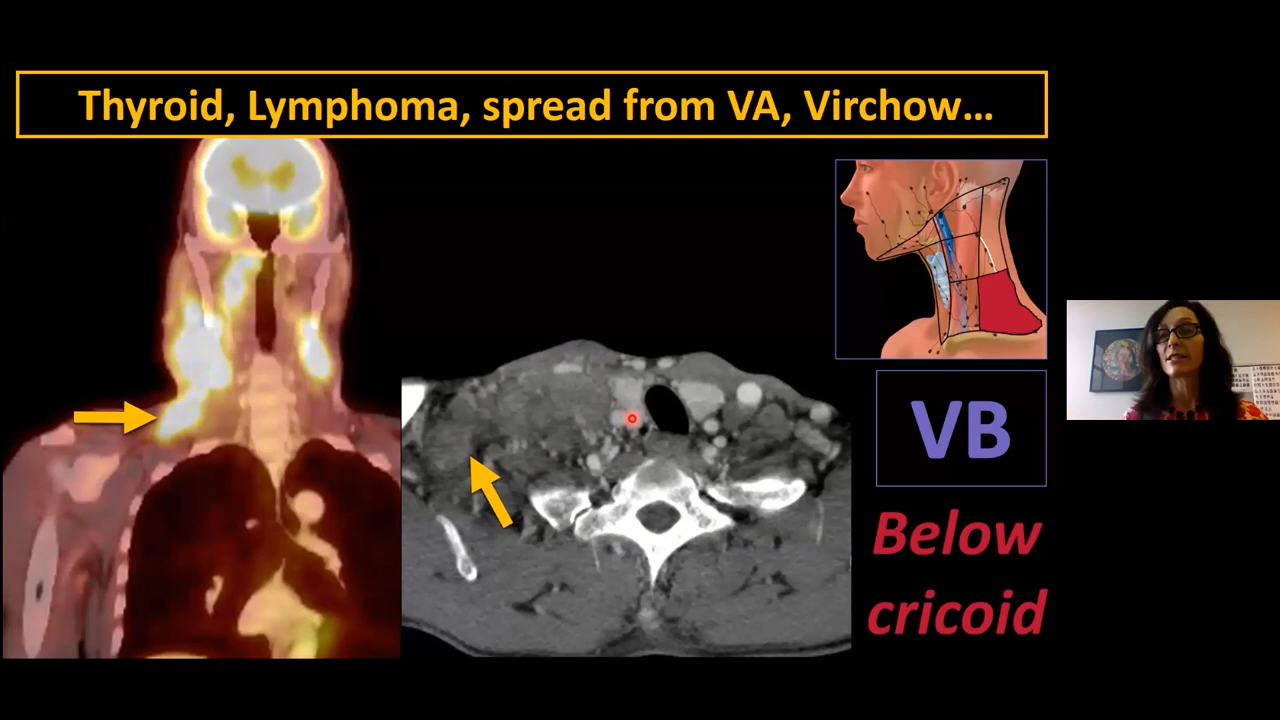 Thyroid, Lymphoma, spread from VA, Virchow…
VB
Below
cricoid